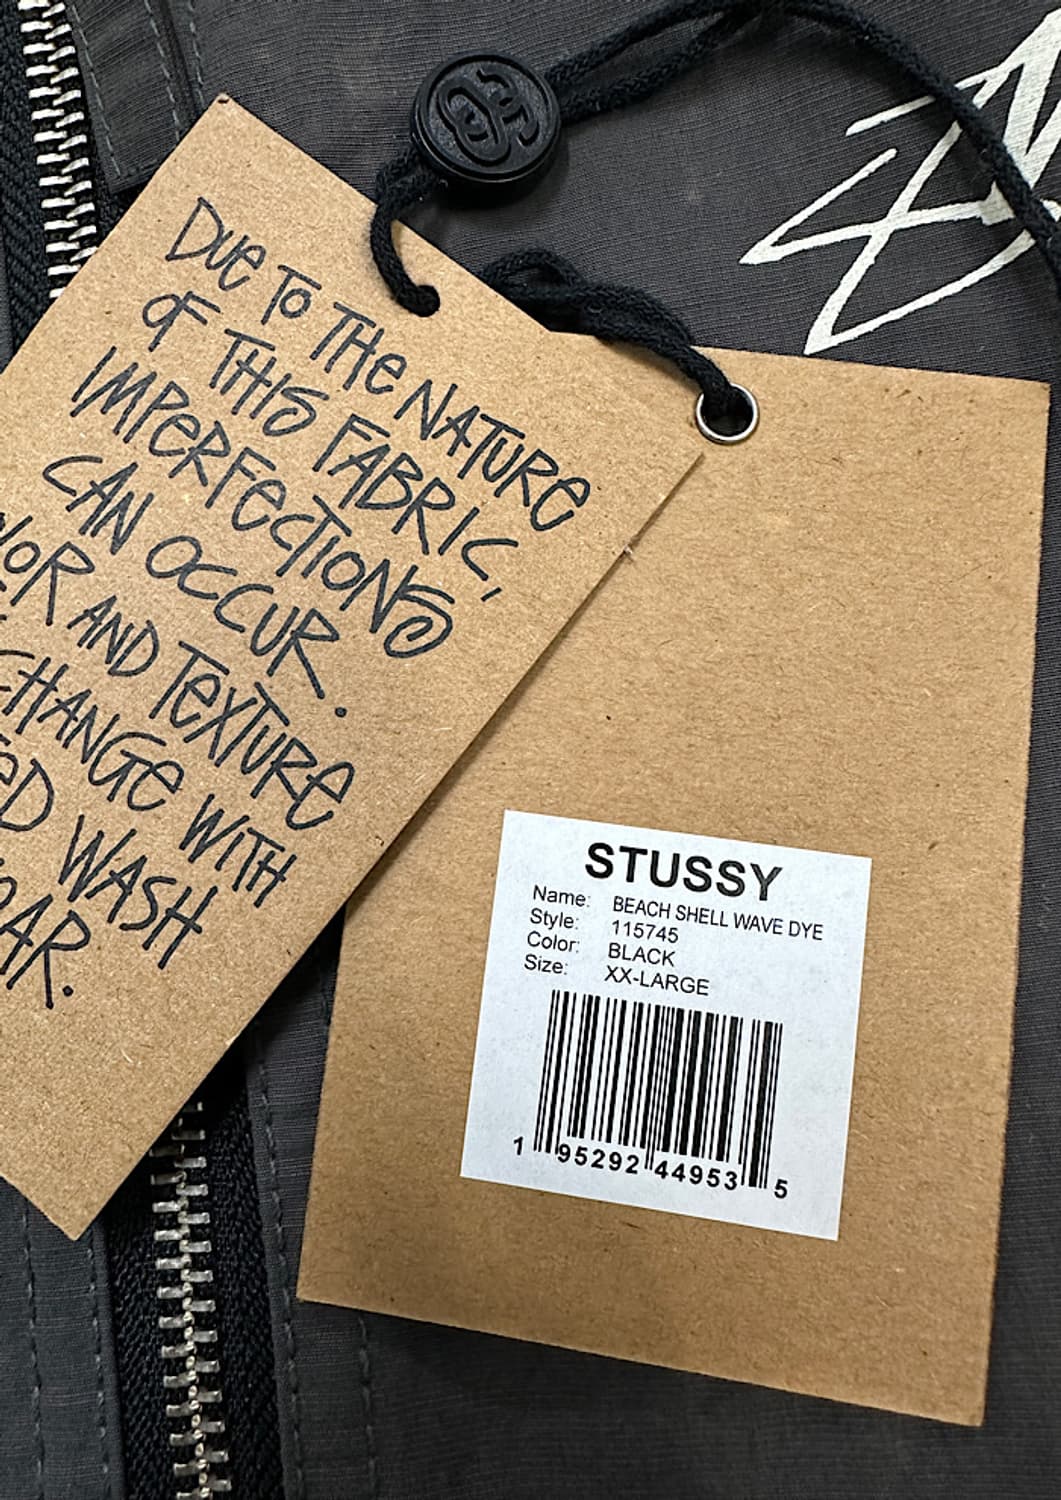 DUE TO THE NATURE
OF THIS FABRIC,
IMPERFECTIONS
CAN OCCUR.
AND TEXTURE
CHANGE WITH
WASH
STUSSY
Name: BEACH SHELL WAVE DYE
Style: 115745
Color: BLACK
Size: XX-LARGE
1 95292 44953 5